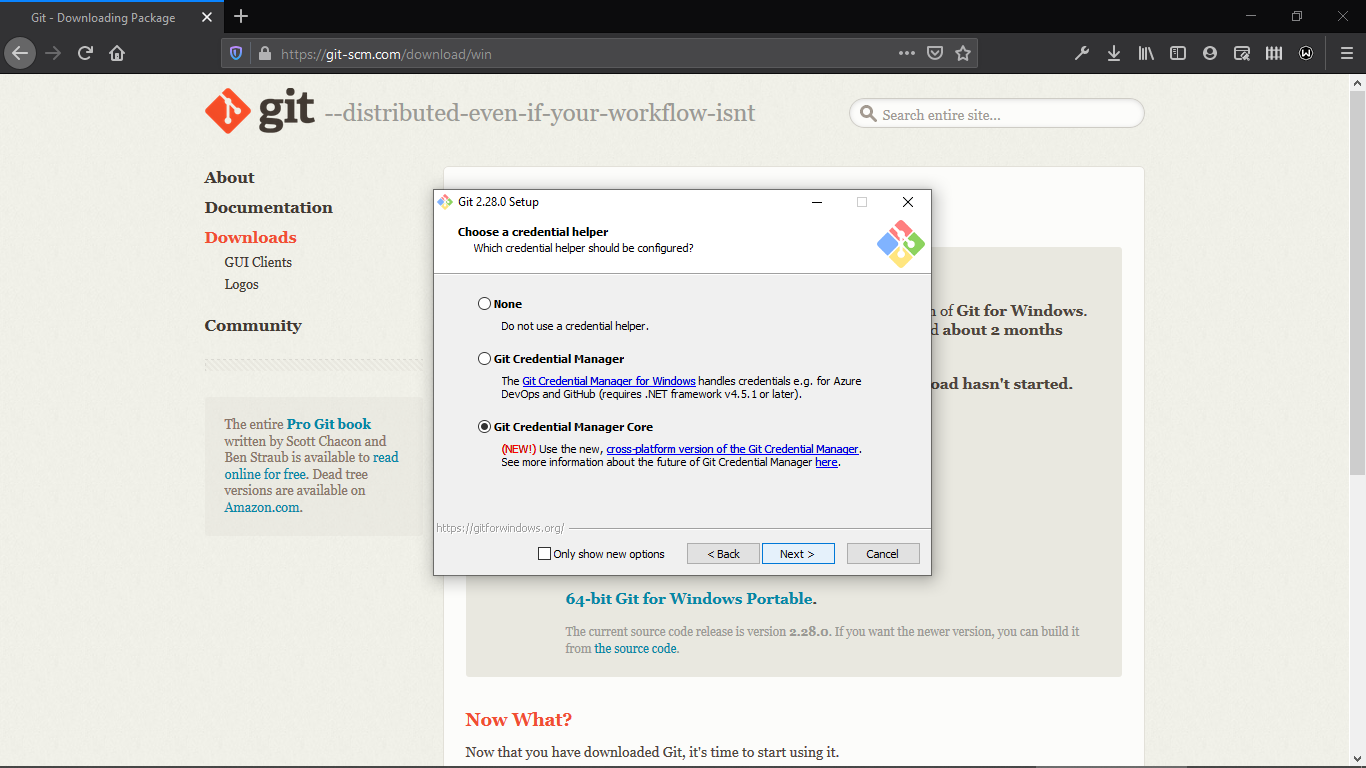 Git - Downloading Package
https://git-scm.com/download/win
git --distributed-even-if-your-workflow-isnt
Search entire site...
About
Documentation
Downloads
GUI Clients
Logos
Community
The entire Pro Git book
written by Scott Chacon and
Ben Straub is available to read
online for free. Dead tree
versions are available on
Amazon.com.
Git 2.28.0 Setup
Choose a credential helper
Which credential helper should be configured?
None
Do not use a credential helper.
Git Credential Manager
The Git Credential Manager for Windows handles credentials e.g. for Azure
DevOps and GitHub (requires .NET framework v4.5.1 or later).
Git Credential Manager Core
(NEW!) Use the new, cross-platform version of the Git Credential Manager.
See more information about the future of Git Credential Manager here.
https://gitforwindows.org/
Only show new options
< Back
Next >
Cancel
of Git for Windows.
about 2 months
hasn't started.
64-bit Git for Windows Portable.
The current source code release is version 2.28.0. If you want the newer version, you can build it
from the source code.
Now What?
Now that you have downloaded Git, it's time to start using it.